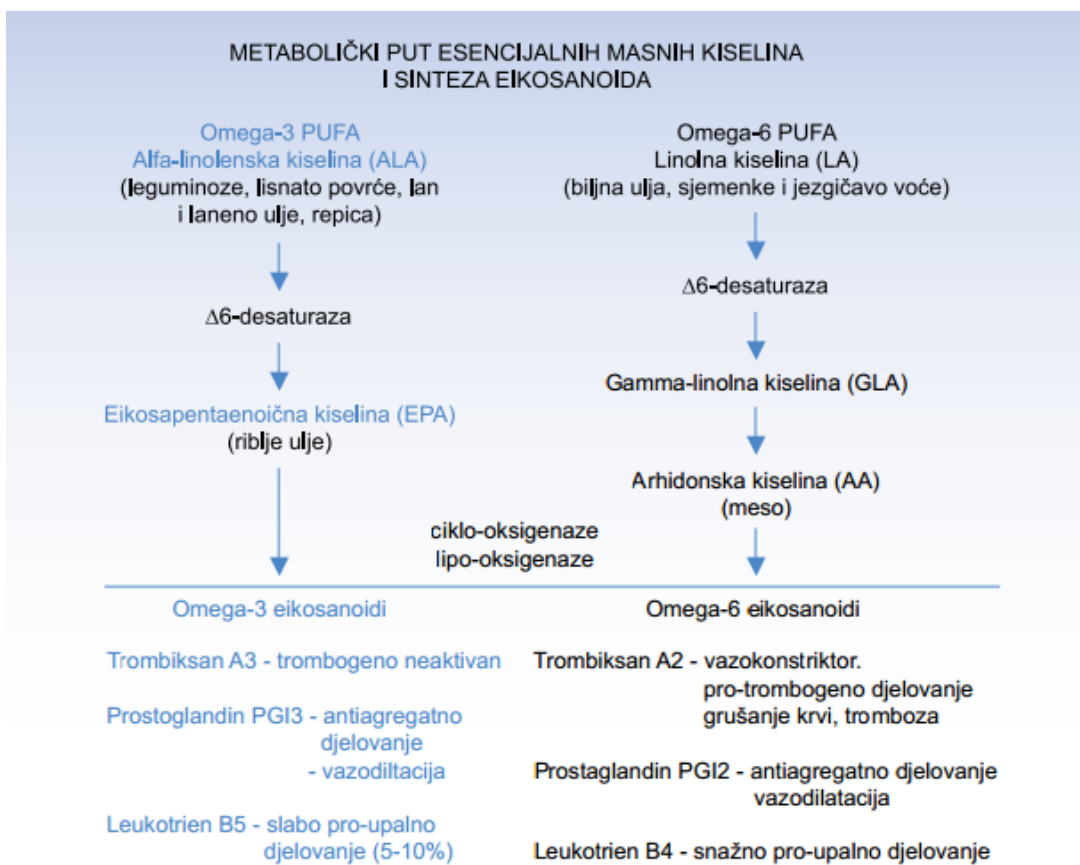 METABOLIČKI PUT ESENCIJALNIH MASNIH KISELINA
I SINTEZA EIKOSANOIDA
Omega-3 PUFA
Alfa-linolenska kiselina (ALA)
(leguminoze, lisnato povrće, lan
i laneno ulje, repica)
Δ6-desaturaza
Eikosapentaenoična kiselina (EPA)
(riblje ulje)
Omega-6 PUFA
Linolna kiselina (LA)
(biljna ulja, sjemenke i jezgičavo voće)
Δ6-desaturaza
Gamma-linolna kiselina (GLA)
Arhidonska kiselina (AA)
(meso)
ciklo-oksigenaze
lipo-oksigenaze
Omega-3 eikosanoidi
Trombiksan A3 - trombogeno neaktivan
Prostoglandin PGI3 - antiagregatno
djelovanje
- vazodiltacija
Leukotrien B5 - slabo pro-upalno
djelovanje (5-10%)
Omega-6 eikosanoidi
Trombiksan A2 - vazokonstriktor.
pro-trombogeno djelovanje
grušanje krvi, tromboza
Prostaglandin PGI2 - antiagregatno djelovanje
vazodilatacija
Leukotrien B4 - snažno pro-upalno djelovanje